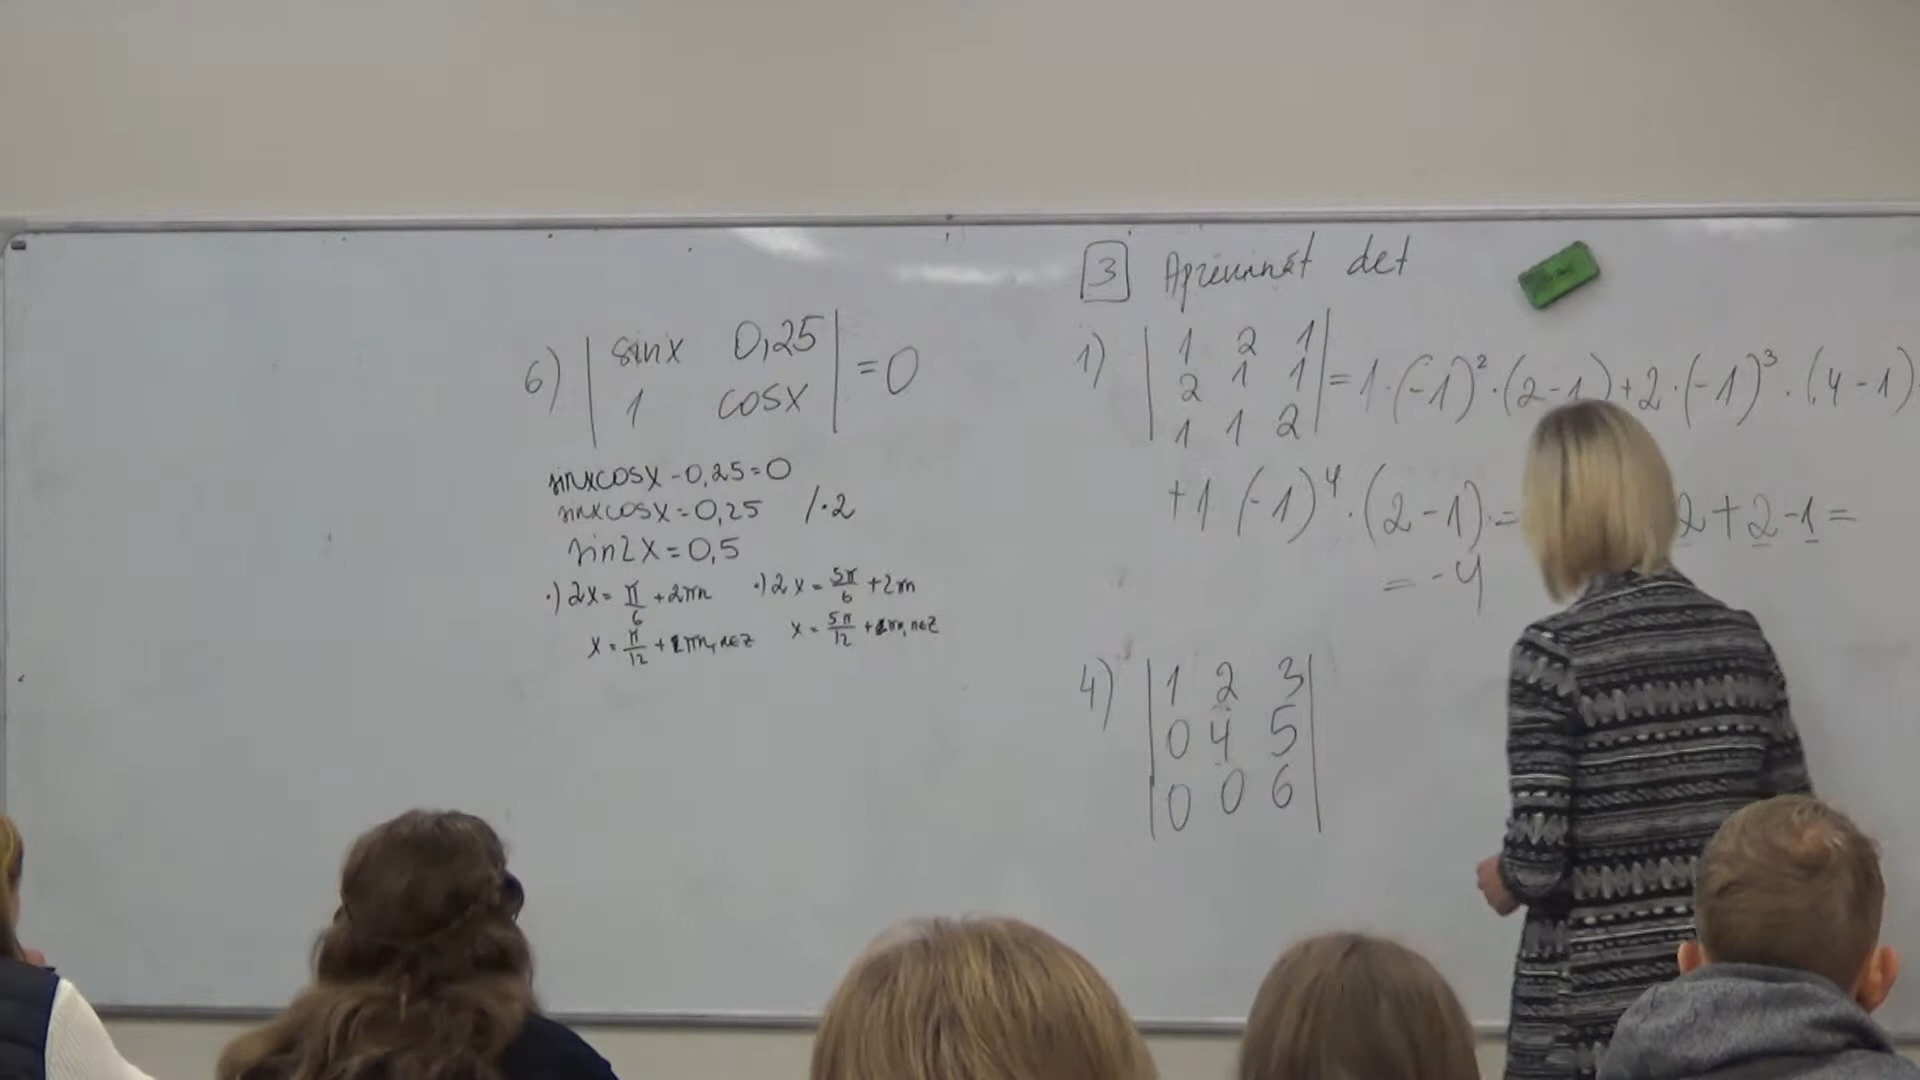 6) | sinx 0,25 | = 0
| 1 cosx |
sinxcosx - 0,25 = 0
sinxcosx = 0,25 /·2
sin2x = 0,5
·) 2x = π/6 + 2πn ·) 2x = 5π/6 + 2πn
x = π/12 + πn, n∈Z x = 5π/12 + πn, n∈Z
3 Aprēķināt det
1) | 1 2 1 |
| 2 1 1 | = 1·(-1)²·(2-1)+2·(-1)³·(4-1)
| 1 1 2 |
+1 (-1)⁴·(2-1)·=
2+2-1=
= -4
4) | 1 2 3 |
| 0 4 5 |
| 0 0 6 |